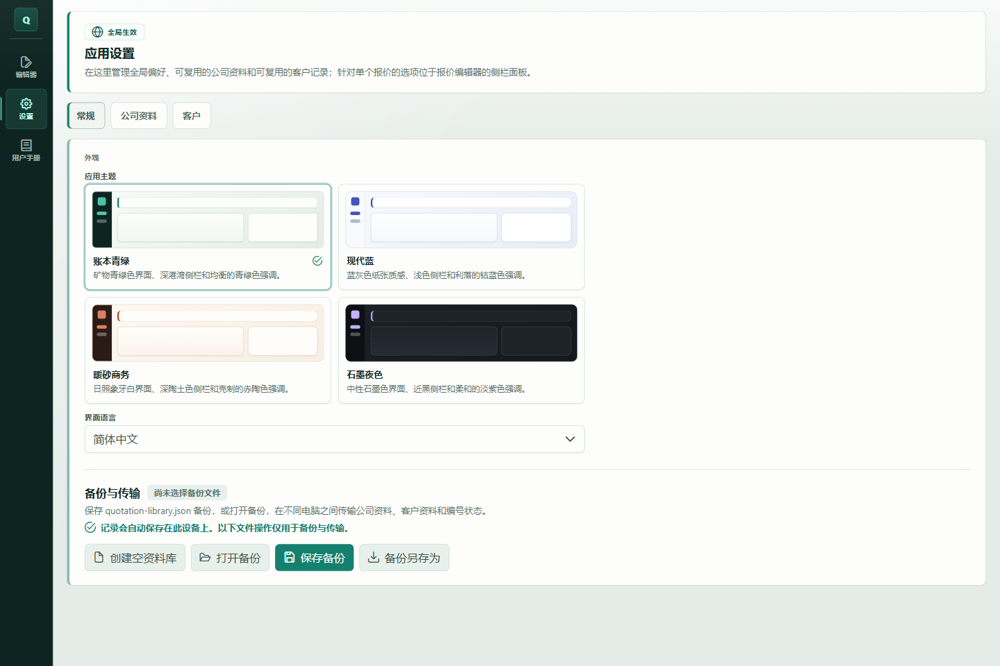 Q
编辑器
设置
用户手册
全局生效
应用设置
在这里管理全局偏好、可复用的公司资料和可复用的客户记录；针对单个报价的选项位于报价编辑器的侧栏面板。
常规
公司资料
客户
外观
应用主题
账本青绿
矿物青绿色界面、深港湾侧栏和均衡的青绿色强调。
现代蓝
蓝灰色纸张质感、浅色侧栏和利落的钴蓝色强调。
暖砂商务
日照象牙白界面、深陶土色侧栏和克制的赤陶色强调。
石墨夜色
中性石墨色界面、近黑侧栏和柔和的淡紫色强调。
界面语言
简体中文
备份与传输
尚未选择备份文件
保存 quotation-library.json 备份，或打开备份，在不同电脑之间传输公司资料、客户资料和编号状态。
记录会自动保存在此设备上。以下文件操作仅用于备份与传输。
创建空资料库
打开备份
保存备份
备份另存为